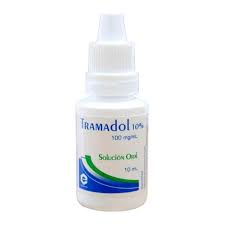 TRAMADOL 10%
100 mg/mL
SOLUCIÓN ORAL
10 mL